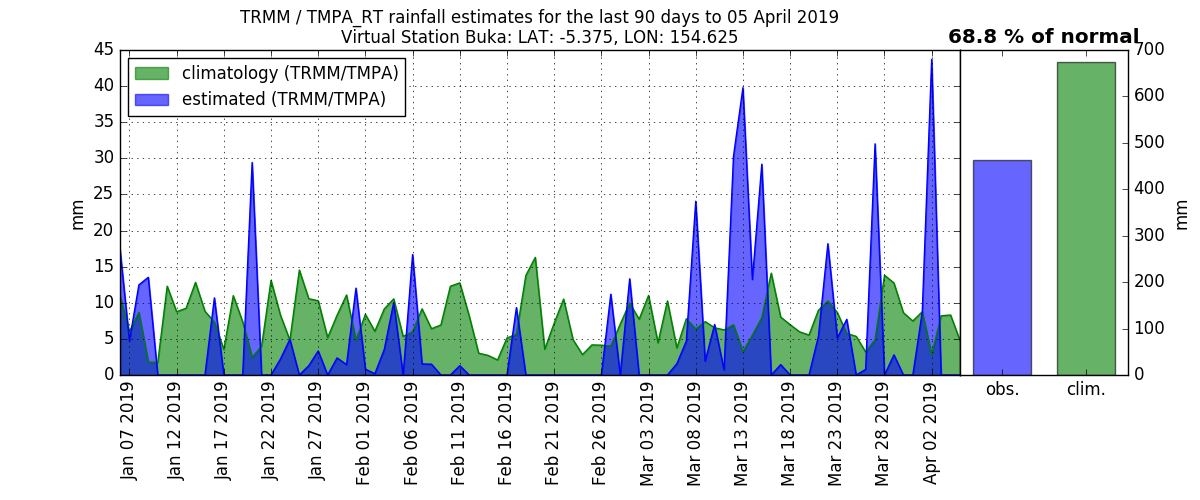 TRMM / TMPA_RT rainfall estimates for the last 90 days to 05 April 2019
Virtual Station Buka: LAT: -5.375, LON: 154.625
68.8 % of normal
climatology (TRMM/TMPA)
estimated (TRMM/TMPA)
45
40
35
30
25
20
15
10
5
0
mm
Jan 07 2019
Jan 12 2019
Jan 17 2019
Jan 22 2019
Jan 27 2019
Feb 01 2019
Feb 06 2019
Feb 11 2019
Feb 16 2019
Feb 21 2019
Feb 26 2019
Mar 03 2019
Mar 08 2019
Mar 13 2019
Mar 18 2019
Mar 23 2019
Mar 28 2019
Apr 02 2019
obs.
clim.
700
600
500
400
300
200
100
0
mm